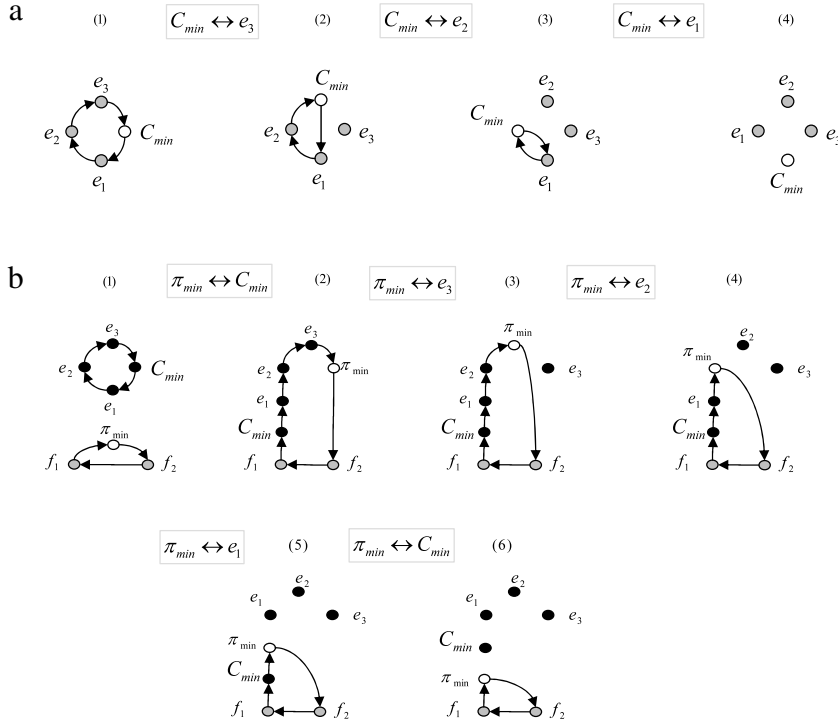 a
(1) C_min ↔ e_3 (2) C_min ↔ e_2 (3) C_min ↔ e_1 (4)
e_3 C_min e_2 e_1
C_min e_2 e_3 e_1
e_2 C_min e_3 e_1
e_2 e_1 e_3 C_min
b
(1) π_min ↔ C_min (2) π_min ↔ e_3 (3) π_min ↔ e_2 (4)
e_3 e_2 C_min e_1 π_min f_1 f_2
e_3 e_2 π_min e_1 C_min f_1 f_2
π_min e_2 e_3 e_1 C_min f_1 f_2
e_2 π_min e_3 e_1 C_min f_1 f_2
π_min ↔ e_1 (5) π_min ↔ C_min (6)
e_2 e_1 e_3 π_min C_min f_1 f_2
e_2 e_1 e_3 C_min π_min f_1 f_2